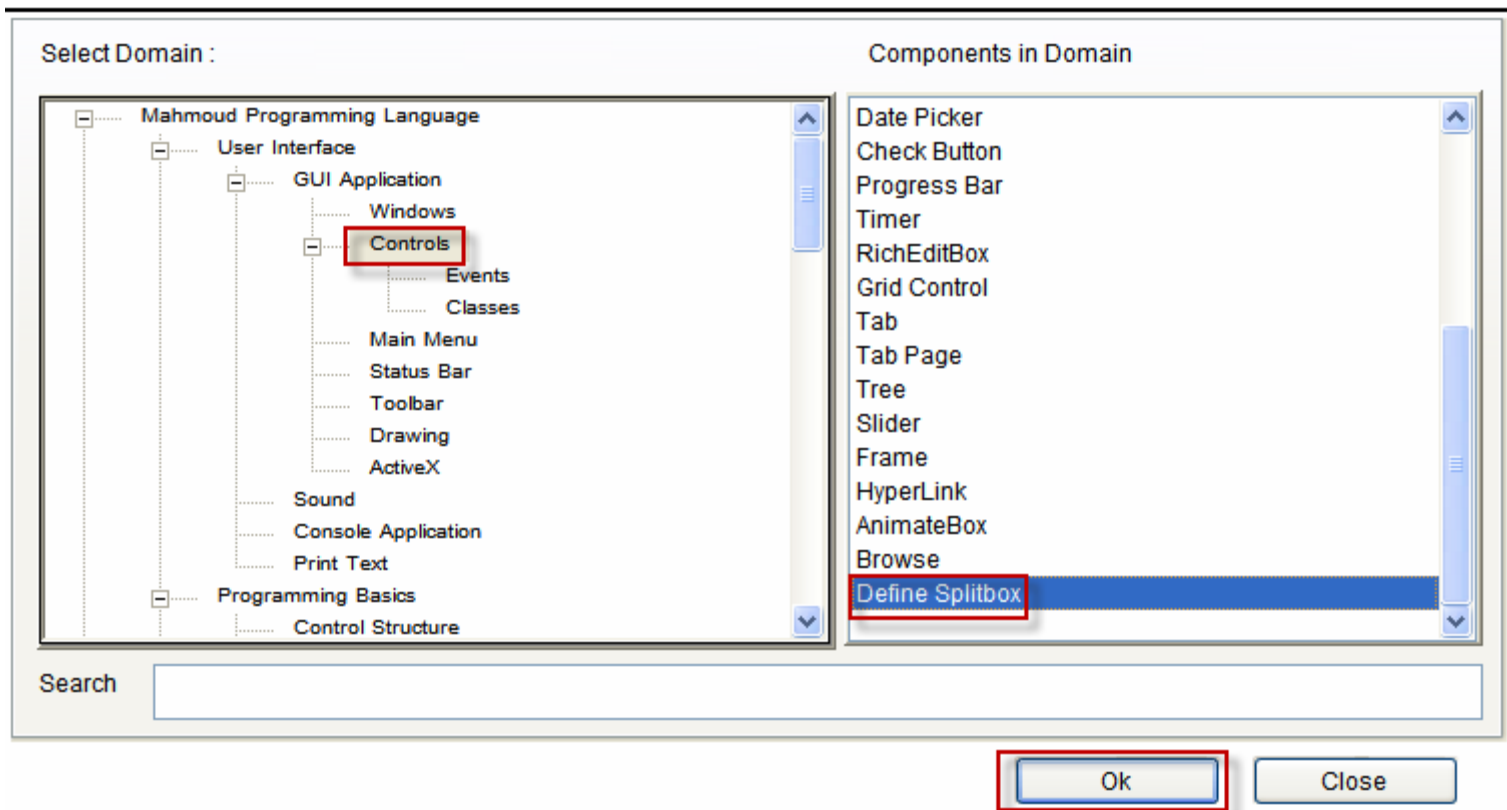 Select Domain :
Components in Domain
Mahmoud Programming Language
User Interface
GUI Application
Windows
Controls
Events
Classes
Main Menu
Status Bar
Toolbar
Drawing
ActiveX
Sound
Console Application
Print Text
Programming Basics
Control Structure
Date Picker
Check Button
Progress Bar
Timer
RichEditBox
Grid Control
Tab
Tab Page
Tree
Slider
Frame
HyperLink
AnimateBox
Browse
Define Splitbox
Search
Ok
Close